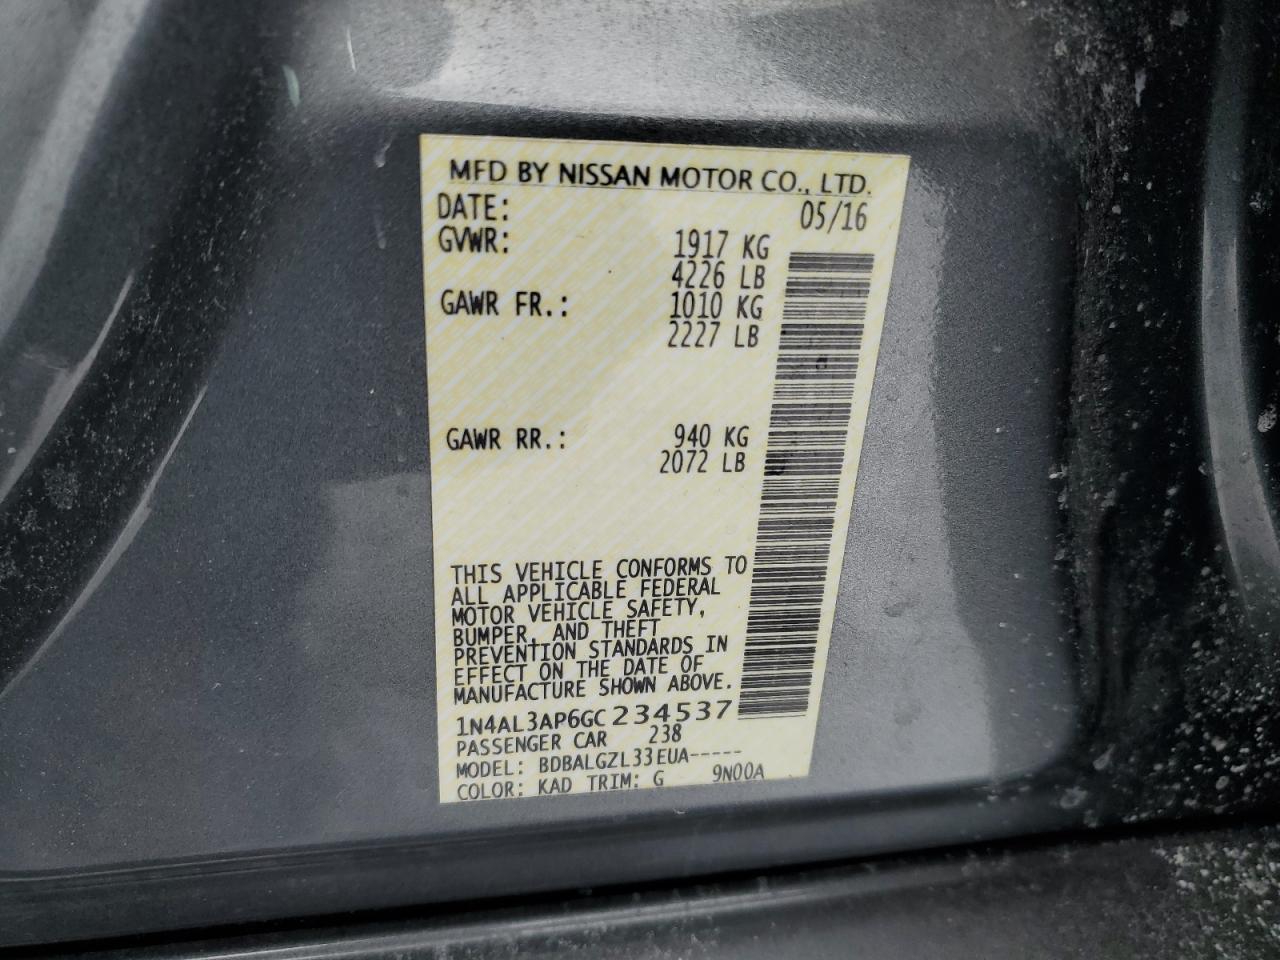 MFD BY NISSAN MOTOR CO., LTD.
DATE: 05/16
GVWR: 1917 KG
4226 LB
GAWR FR.: 1010 KG
2227 LB
GAWR RR.: 940 KG
2072 LB
THIS VEHICLE CONFORMS TO
ALL APPLICABLE FEDERAL
MOTOR VEHICLE SAFETY,
BUMPER, AND THEFT
PREVENTION STANDARDS IN
EFFECT ON THE DATE OF
MANUFACTURE SHOWN ABOVE.
1N4AL3AP6GC234537
PASSENGER CAR 238
MODEL: BDBALGZL33EUA-----
COLOR: KAD TRIM: G 9N00A